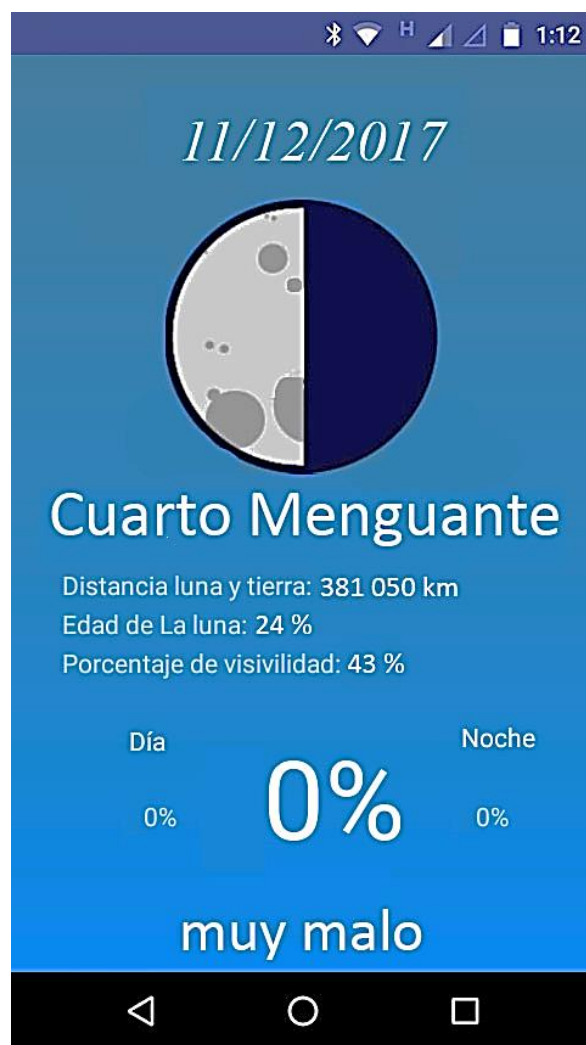 H 1:12
11/12/2017
Cuarto Menguante
Distancia luna y tierra: 381 050 km
Edad de La luna: 24 %
Porcentaje de visivilidad: 43 %
Día Noche
0% 0% 0%
muy malo